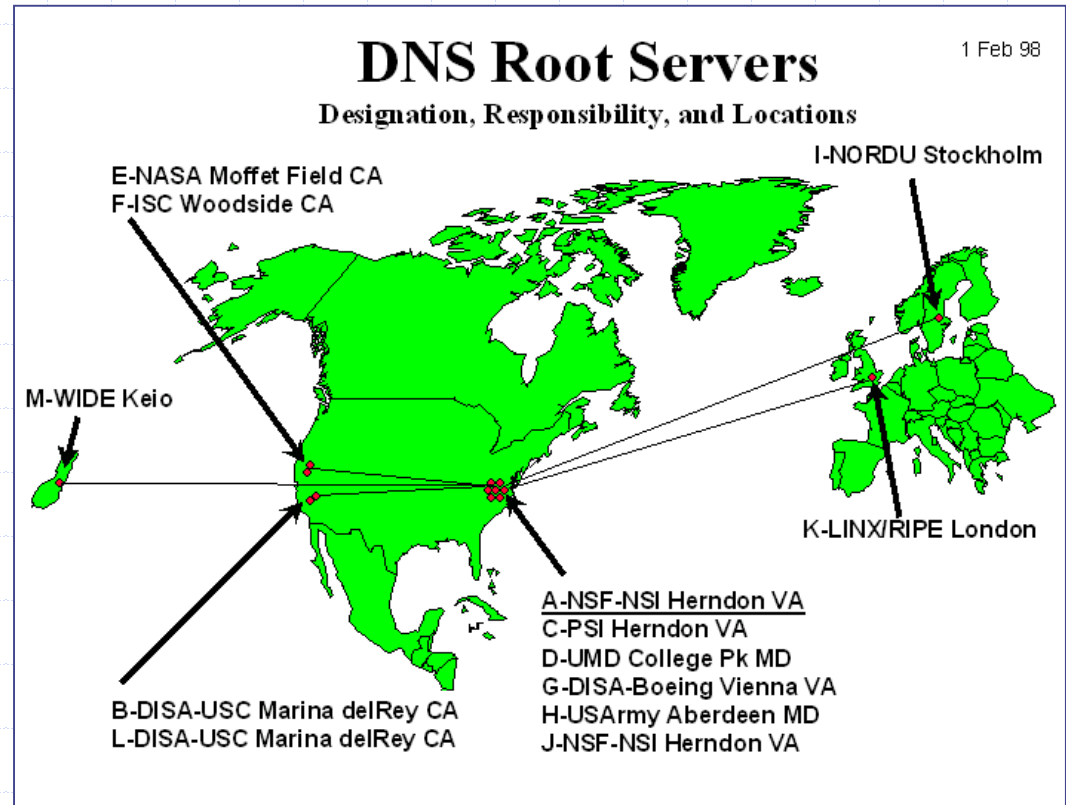 DNS Root Servers
1 Feb 98
Designation, Responsibility, and Locations
I-NORDU Stockholm
E-NASA Moffet Field CA
F-ISC Woodside CA
M-WIDE Keio
K-LINX/RIPE London
A-NSF-NSI Herndon VA
C-PSI Herndon VA
D-UMD College Pk MD
G-DISA-Boeing Vienna VA
H-USArmy Aberdeen MD
J-NSF-NSI Herndon VA
B-DISA-USC Marina delRey CA
L-DISA-USC Marina delRey CA